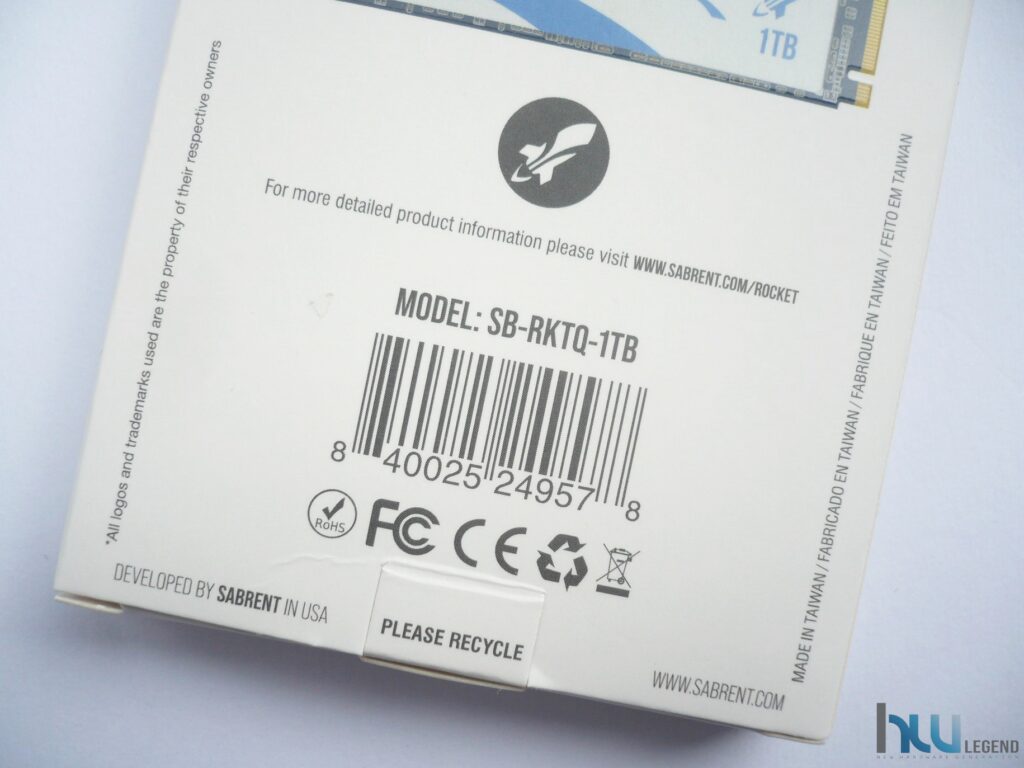 1TB
For more detailed product information please visit WWW.SABRENT.COM/ROCKET
MODEL: SB-RKTQ-1TB
8 40025 24957 8
RoHS
FC CE
DEVELOPED BY SABRENT IN USA
PLEASE RECYCLE
WWW.SABRENT.COM
*All logos and trademarks used are the property of their respective owners
MADE IN TAIWAN / FABRICADO EN TAIWAN / FABRIQUE EN TAIWAN / FEITO EM TAIWAN
LEGEND
NEW HARDWARE GENERATION